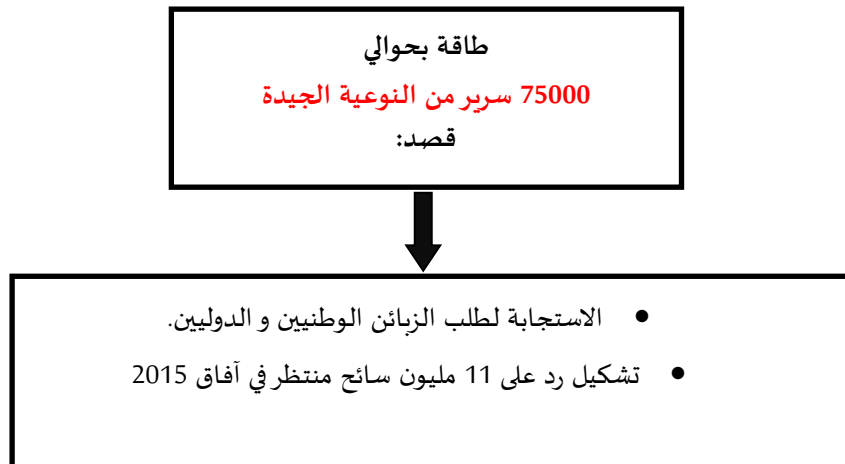 طاقة بحوالي
75000 سرير من النوعية الجيدة
قصد:
• الاستجابة لطلب الزبائن الوطنيين و الدوليين.
• تشكيل رد على 11 مليون سائح منتظر في آفاق 2015